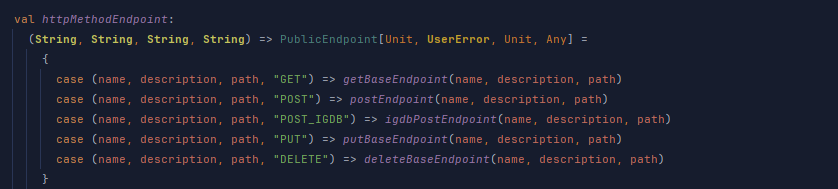 val httpMethodEndpoint:
(String, String, String, String) => PublicEndpoint[Unit, UserError, Unit, Any] =
{
case (name, description, path, "GET") => getBaseEndpoint(name, description, path)
case (name, description, path, "POST") => postEndpoint(name, description, path)
case (name, description, path, "POST_IGDB") => igdbPostEndpoint(name, description, path)
case (name, description, path, "PUT") => putBaseEndpoint(name, description, path)
case (name, description, path, "DELETE") => deleteBaseEndpoint(name, description, path)
}